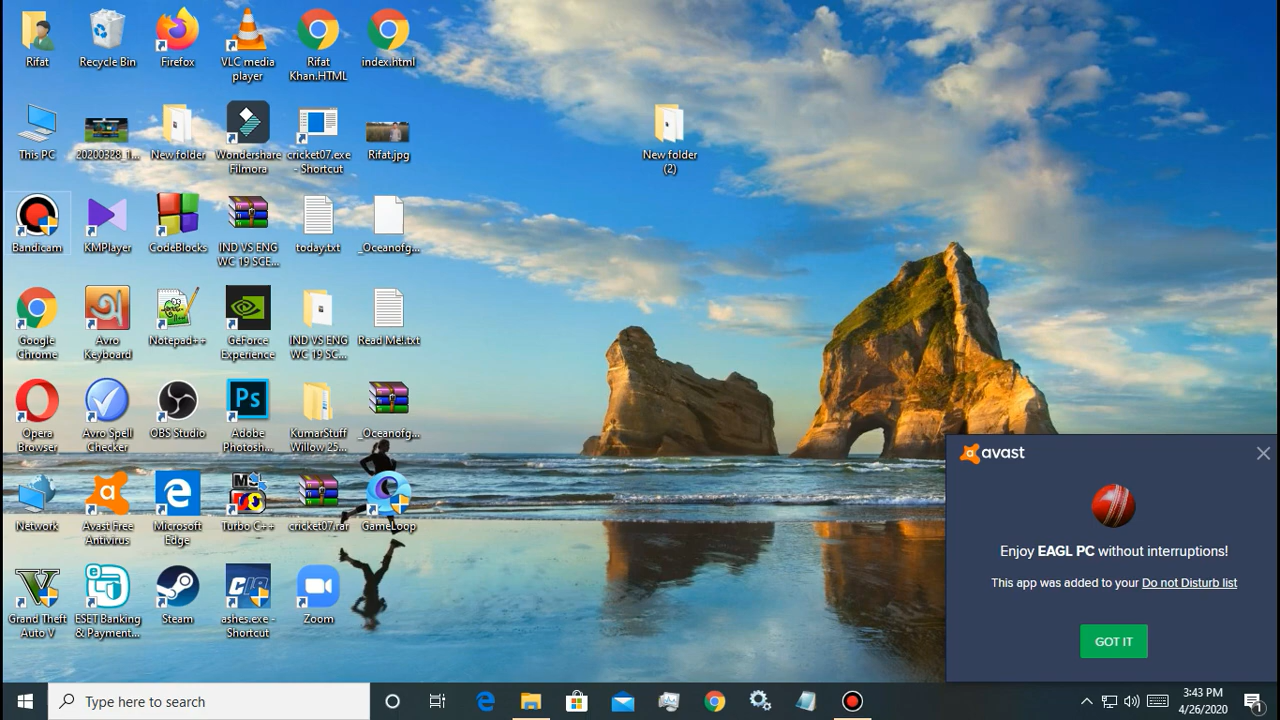 Rifat
Recycle Bin
Firefox
VLC media
player
Rifat
Khan.HTML
index.html
This PC
20200328_1...
New folder
Wondershare
Filmora
cricket07.exe
- Shortcut
Rifat.jpg
New folder
(2)
Bandicam
KMPlayer
CodeBlocks
IND VS ENG
WC 19 SCE...
today.txt
_Oceanofg...
Google
Chrome
Avro
Keyboard
Notepad++
GeForce
Experience
IND VS ENG
WC 19 SC...
Read Me!.txt
Opera
Browser
Avro Spell
Checker
OBS Studio
Ps
Adobe
Photosh...
KumarStuff
Willow 25...
_Oceanofg...
Network
Avast Free
Antivirus
Microsoft
Edge
Turbo C++
cricket07.rar
GameLoop
Grand Theft
Auto V
ESET Banking
& Payment...
Steam
ashes.exe -
Shortcut
Zoom
avast
Enjoy EAGL PC without interruptions!
This app was added to your Do not Disturb list
GOT IT
Type here to search
3:43 PM
4/26/2020
1